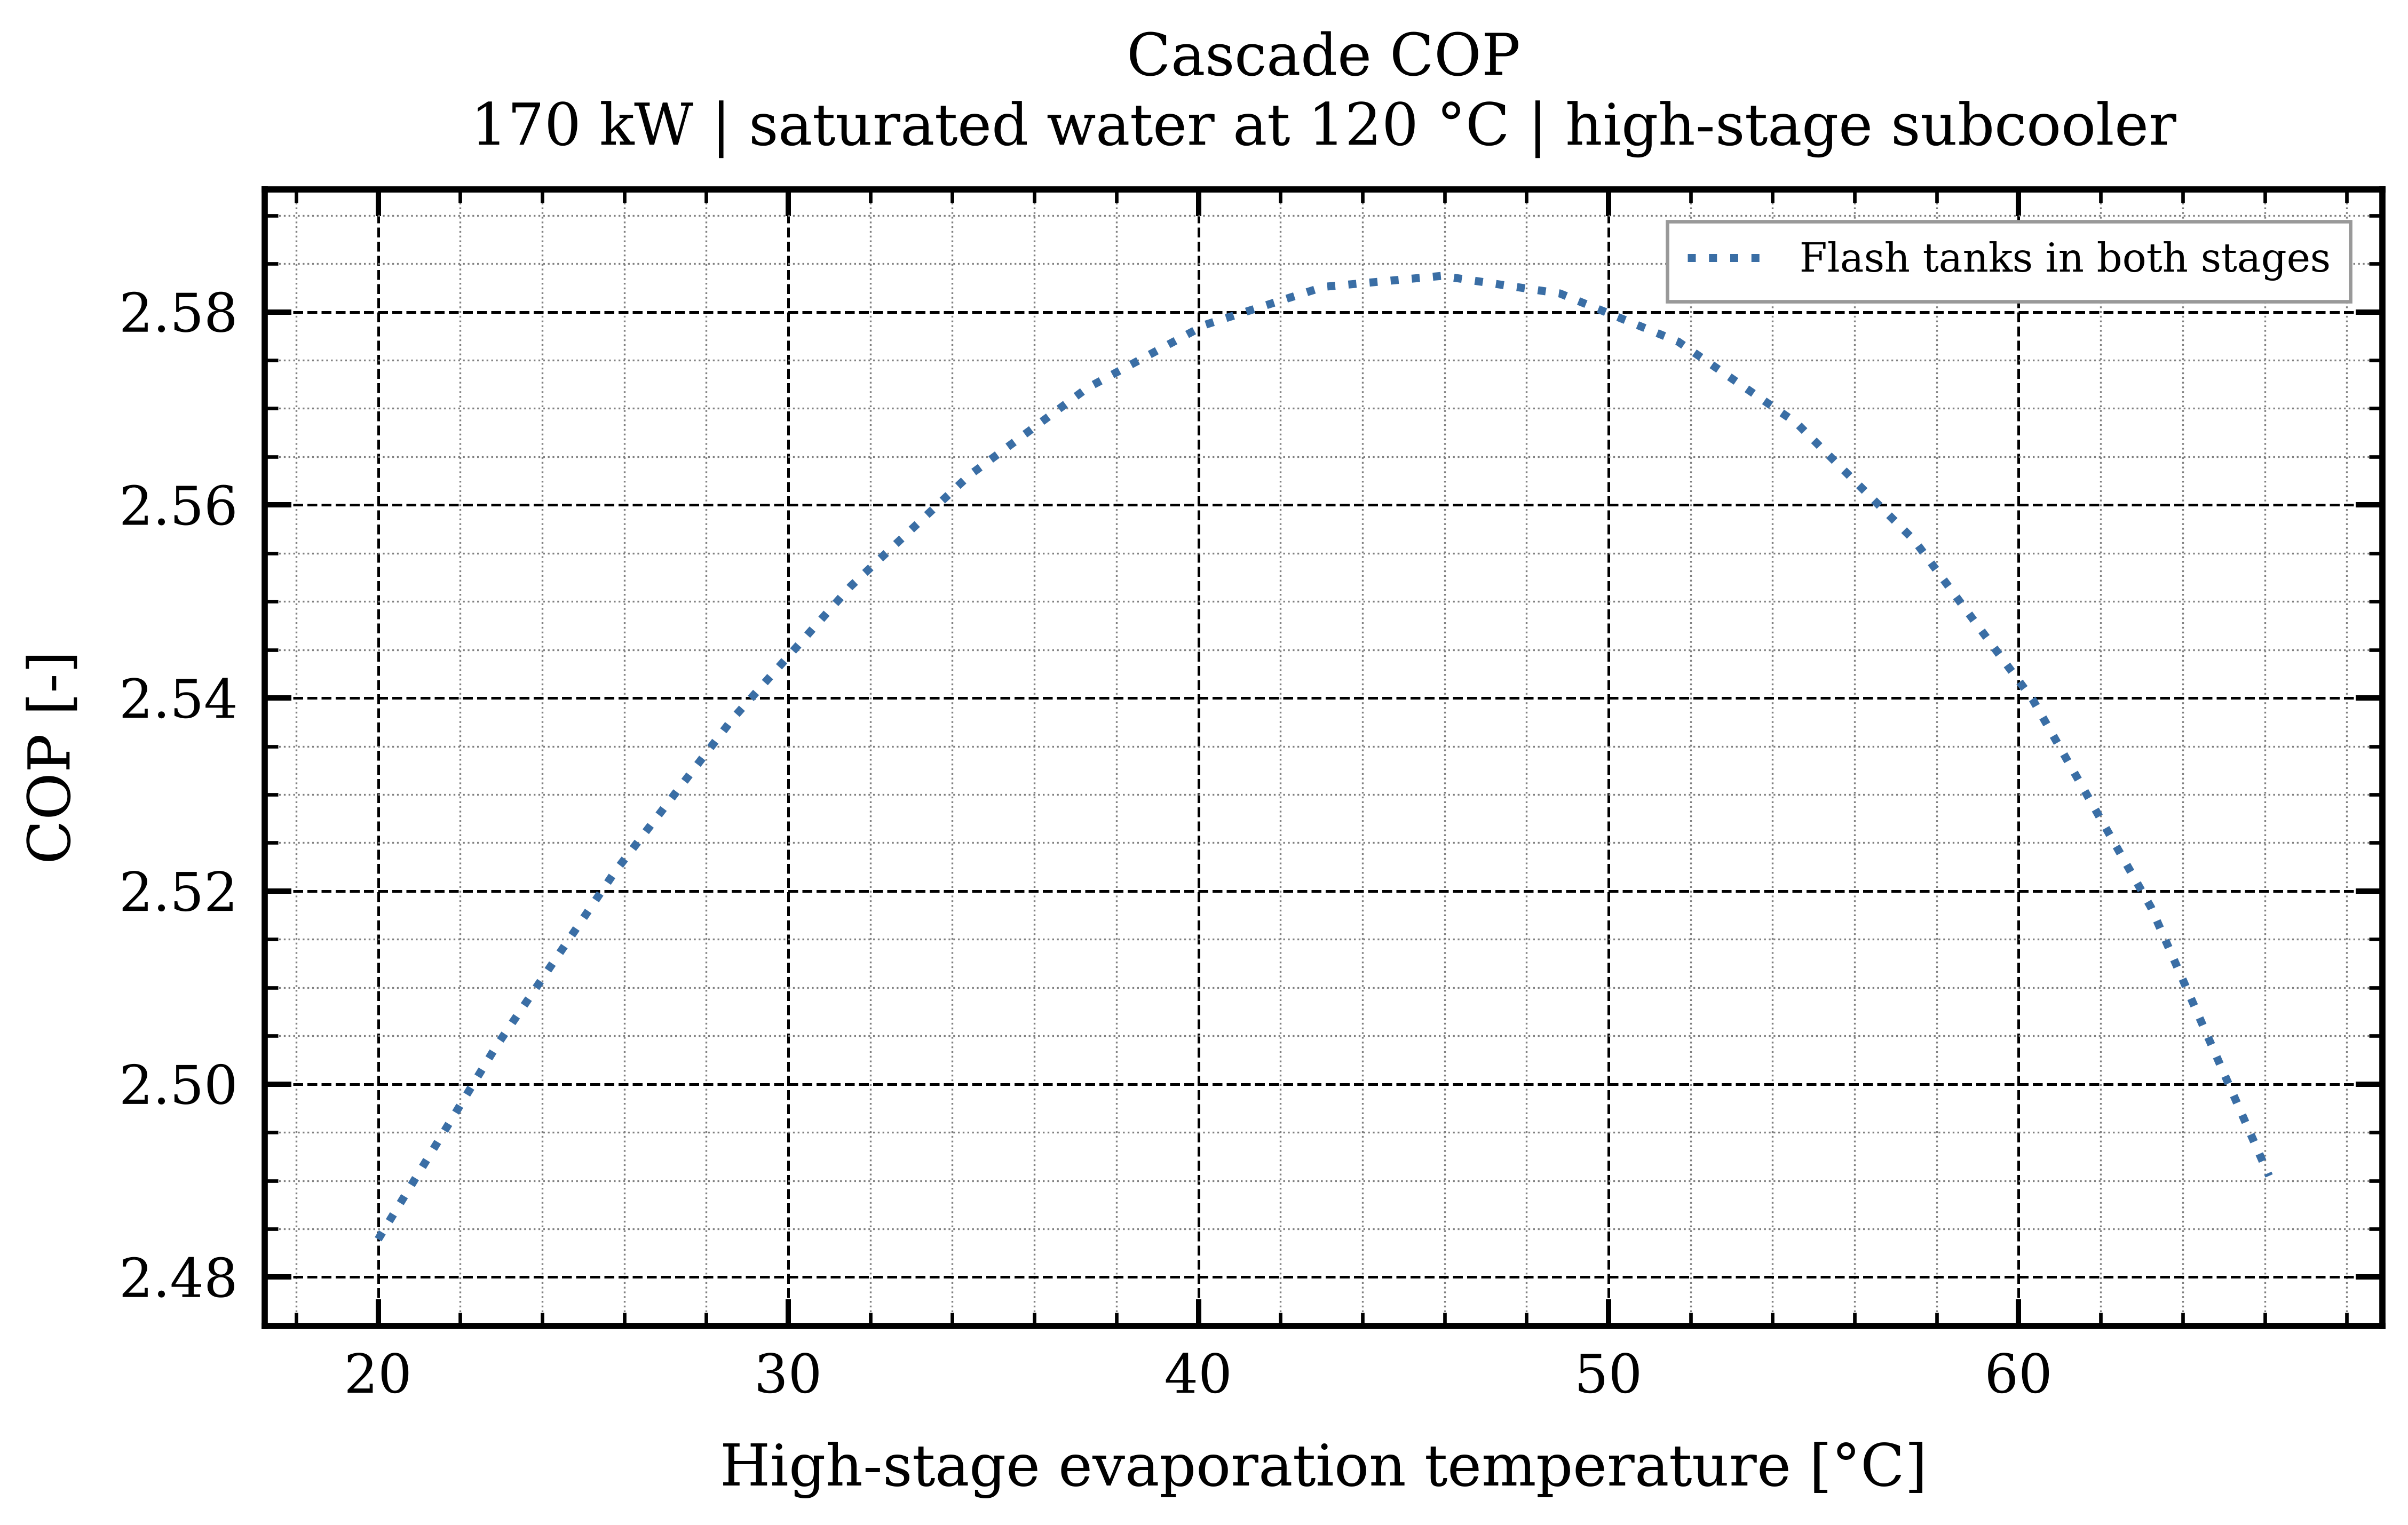 Cascade COP
170 kW | saturated water at 120 °C | high-stage subcooler
Flash tanks in both stages
2.58
2.56
2.54
2.52
2.50
2.48
COP [-]
20 30 40 50 60
High-stage evaporation temperature [°C]